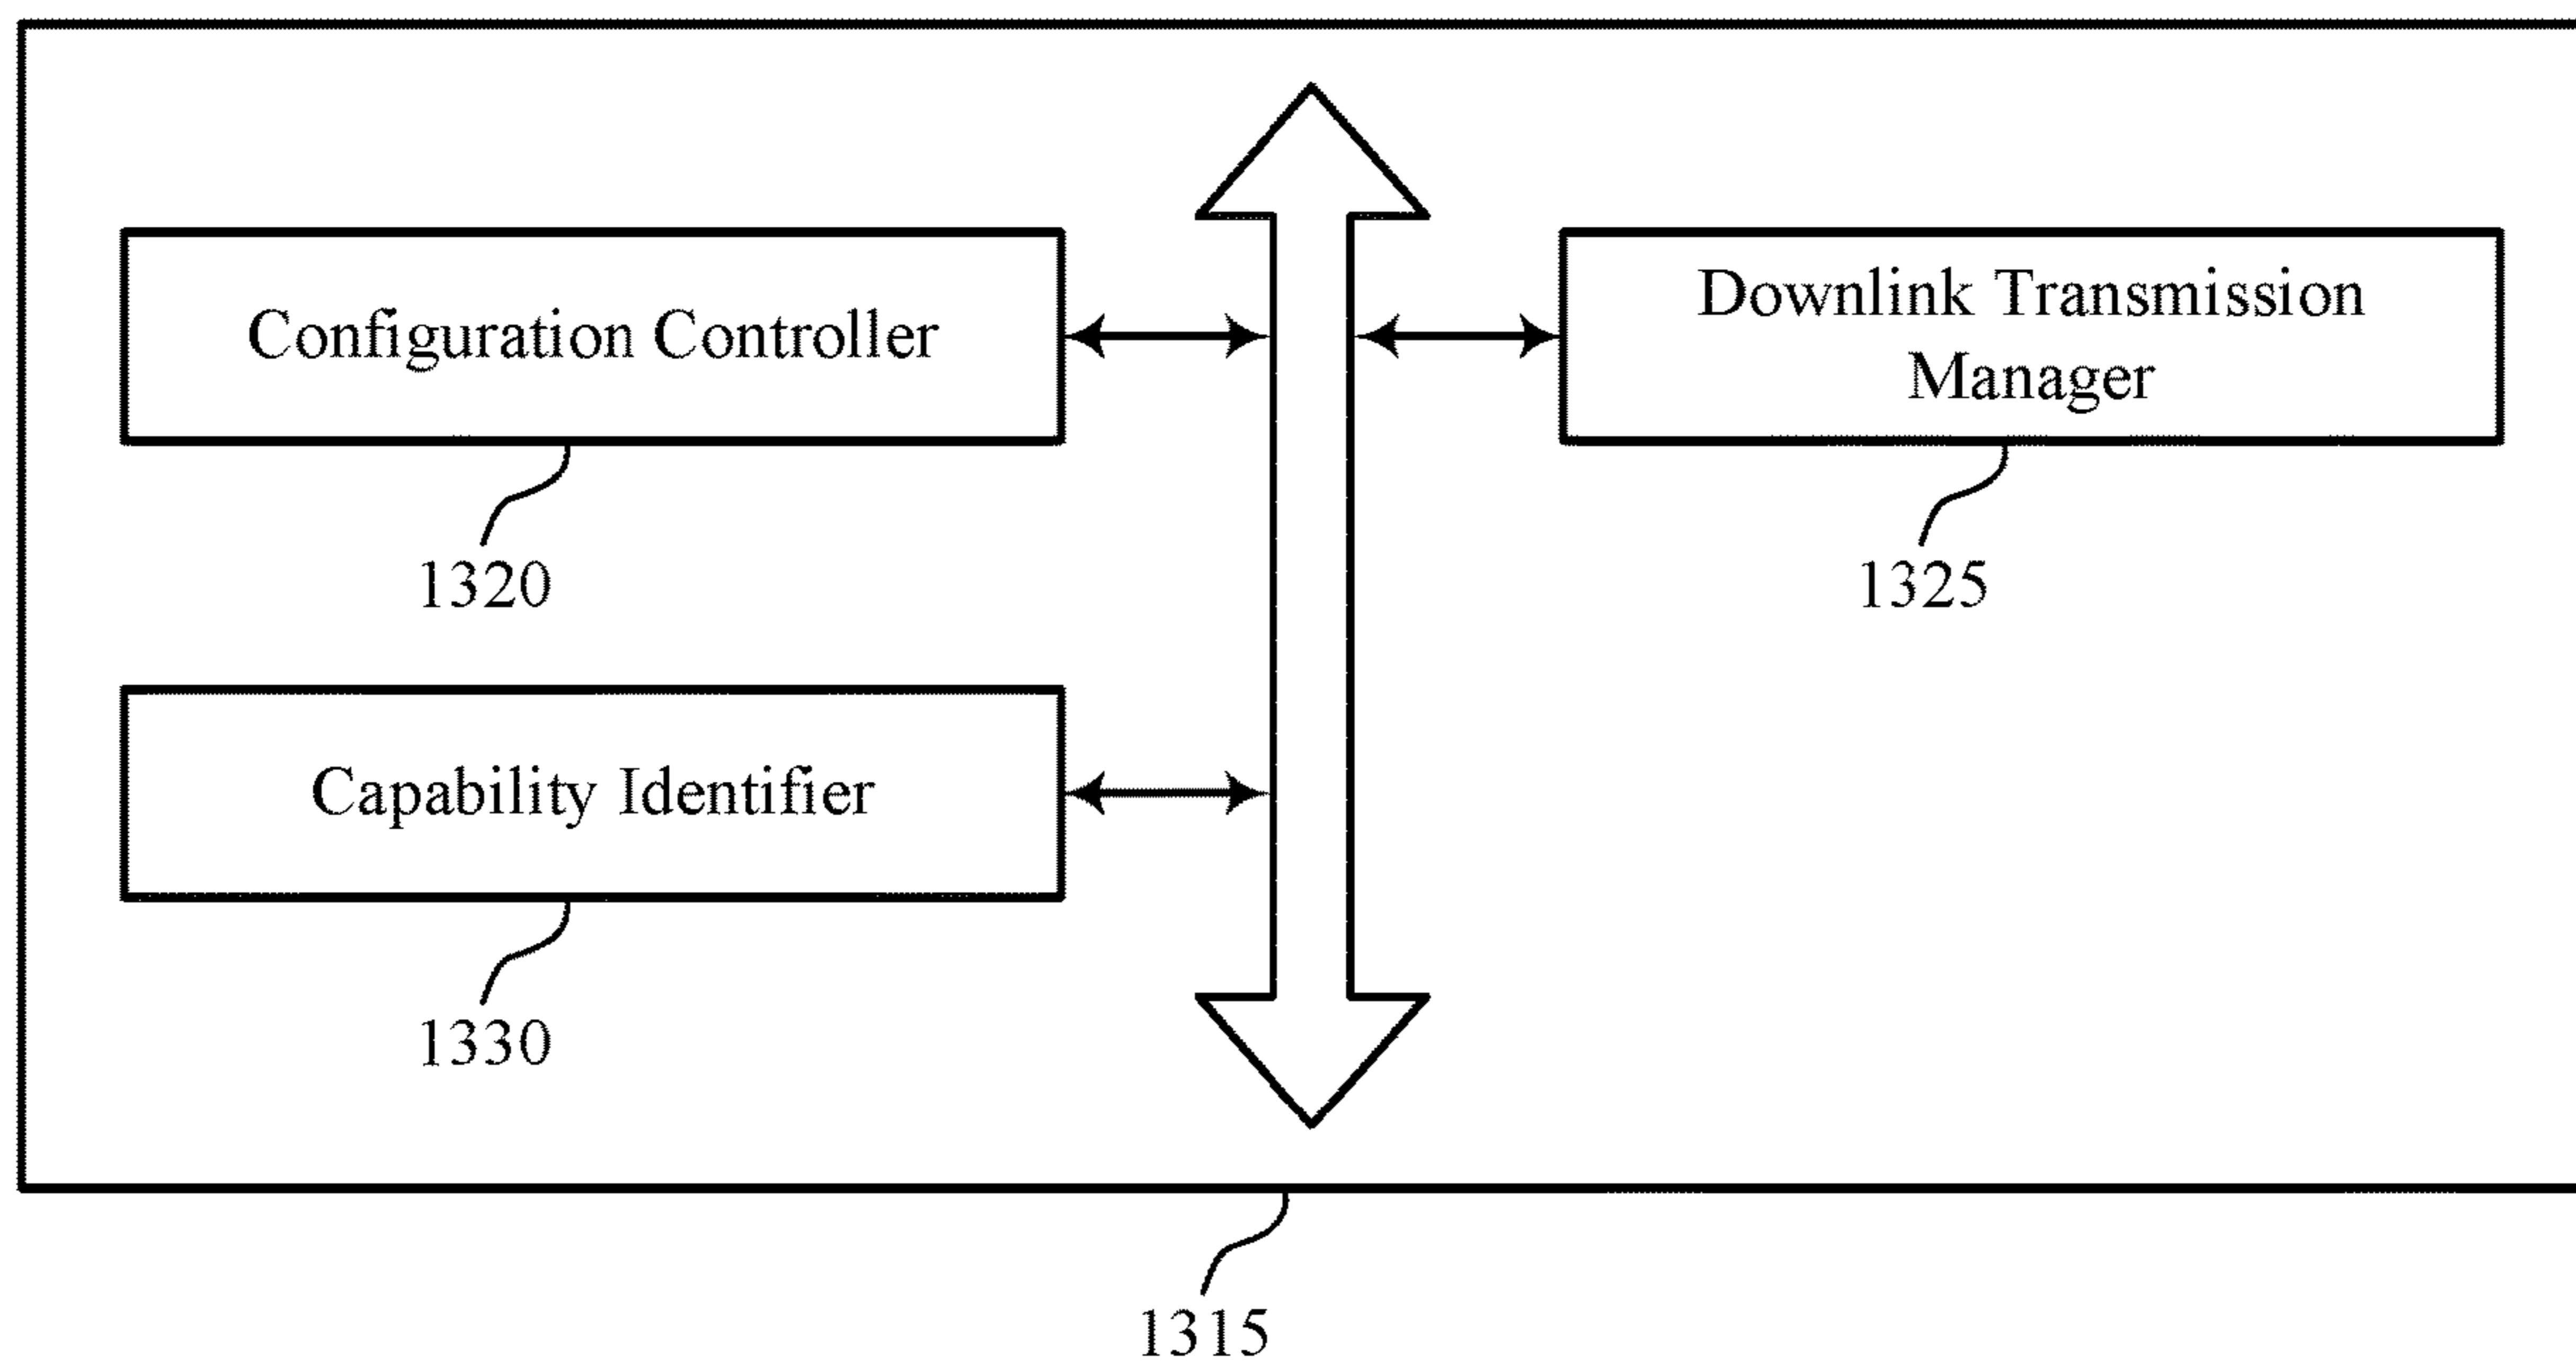 Configuration Controller
Downlink Transmission
Manager
1320
1325
Capability Identifier
1330
1315